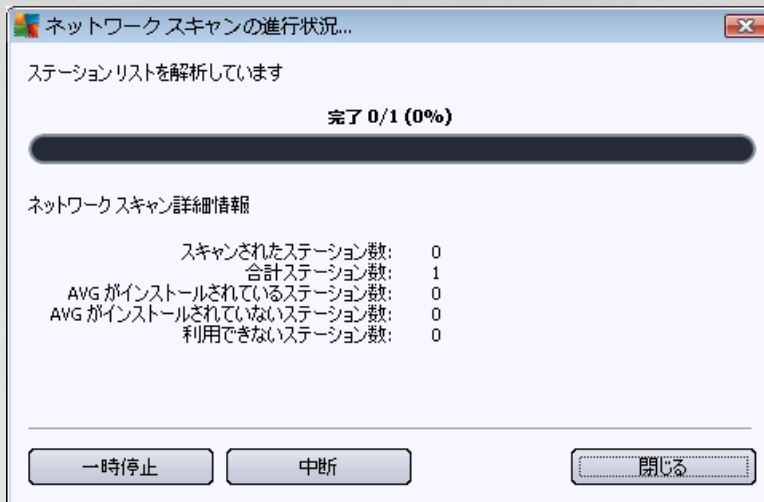 ネットワーク スキャンの進行状況...
ステーション リストを解析しています
完了 0/1 (0%)
ネットワーク スキャン詳細情報
スキャンされたステーション数: 0
合計ステーション数: 1
AVG がインストールされているステーション数: 0
AVG がインストールされていないステーション数: 0
利用できないステーション数: 0
一時停止 中断 閉じる